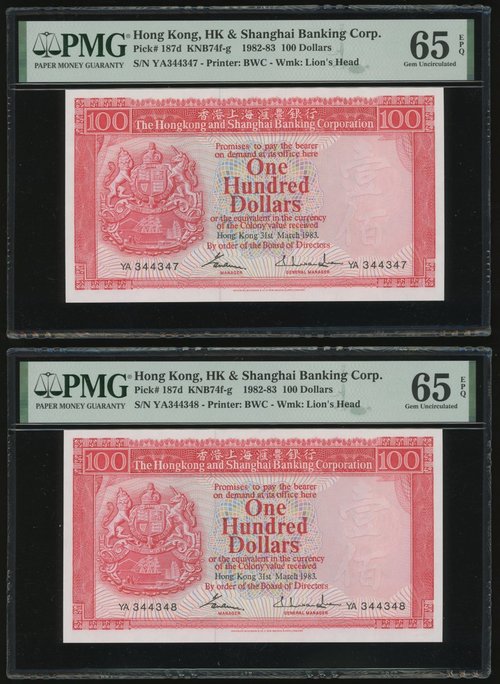 PMG
PAPER MONEY GUARANTY
Hong Kong, HK & Shanghai Banking Corp.
Pick# 187d KNB74f-g 1982-83 100 Dollars
S/N YA344347 - Printer: BWC - Wmk: Lion's Head
65 EPQ
Gem Uncirculated
100
香港上海滙豐銀行
100
The Hongkong and Shanghai Banking Corporation
Promises to pay the bearer
on demand at its office here
One
Hundred
Dollars
or the equivalent in the currency
of the Colony value received
Hong Kong 31st March 1983.
By order of the Board of Directors
壹佰
YA 344347
YA 344347
MANAGER
GENERAL MANAGER
PMG
PAPER MONEY GUARANTY
Hong Kong, HK & Shanghai Banking Corp.
Pick# 187d KNB74f-g 1982-83 100 Dollars
S/N YA344348 - Printer: BWC - Wmk: Lion's Head
65 EPQ
Gem Uncirculated
100
香港上海滙豐銀行
100
The Hongkong and Shanghai Banking Corporation
Promises to pay the bearer
on demand at its office here
One
Hundred
Dollars
or the equivalent in the currency
of the Colony value received
Hong Kong 31st March 1983.
By order of the Board of Directors
壹佰
YA 344348
YA 344348
MANAGER
GENERAL MANAGER